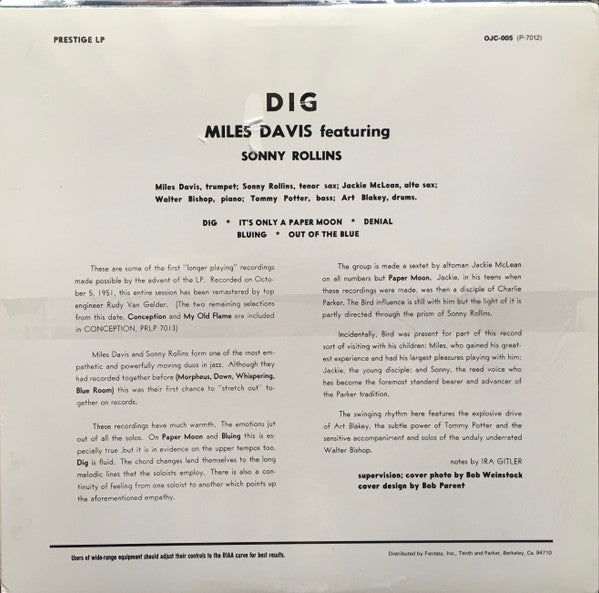 PRESTIGE LP
OJC-005 (P-7012)
DIG
MILES DAVIS featuring
SONNY ROLLINS
Miles Davis, trumpet; Sonny Rollins, tenor sax; Jackie McLean, alto sax;
Walter Bishop, piano; Tommy Potter, bass; Art Blakey, drums.
DIG * IT'S ONLY A PAPER MOON * DENIAL
BLUING * OUT OF THE BLUE
These are some of the first "longer playing" recordings
made possible by the advent of the LP. Recorded on Octo-
ber 5, 1951, this entire session has been remastered by top
engineer Rudy Van Gelder. (The two remaining selections
from this date, Conception and My Old Flame are included
in CONCEPTION, PRLP 7013)
Miles Davis and Sonny Rollins form one of the most em-
pathetic and powerfully moving duos in jazz. Although they
had recorded together before (Morpheus, Down, Whispering,
Blue Room) this was their first chance to "stretch out" to-
gether on records.
These recordings have much warmth. The emotions jut
out of all the solos. On Paper Moon and Bluing this is es-
pecially true ,but it is in evidence on the upper tempos too.
Dig is fluid. The chord changes lend themselves to the long
melodic lines that the soloists employ. There is also a con-
tinuity of feeling from one soloist to another which points up
the aforementioned empathy.
The group is made a sextet by altoman Jackie McLean
on all numbers but Paper Moon. Jackie, in his teens when
these recordings were made, was then a disciple of Charlie
Parker. The Bird influence is still with him but the light of it is
partly directed through the prism of Sonny Rollins.
Incidentally, Bird was present for part of this record
sort of visiting with his children: Miles, who gained his great-
est experience and had his largest pleasures playing with him;
Jackie, the young disciple; and Sonny, the reed voice who
has become the foremost standard bearer and advancer of
the Parker tradition.
The swinging rhythm here features the explosive drive
of Art Blakey, the subtle power of Tommy Potter and the
sensitive accompaniment and solos of the unduly underrated
Walter Bishop.
notes by IRA GITLER
supervision; cover photo by Bob Weinstock
cover design by Bob Parent
Users of wide-range equipment should adjust their controls to the RIAA curve for best results.
Distributed by Fantasy, Inc., Tenth and Parker, Berkeley, Ca. 94710